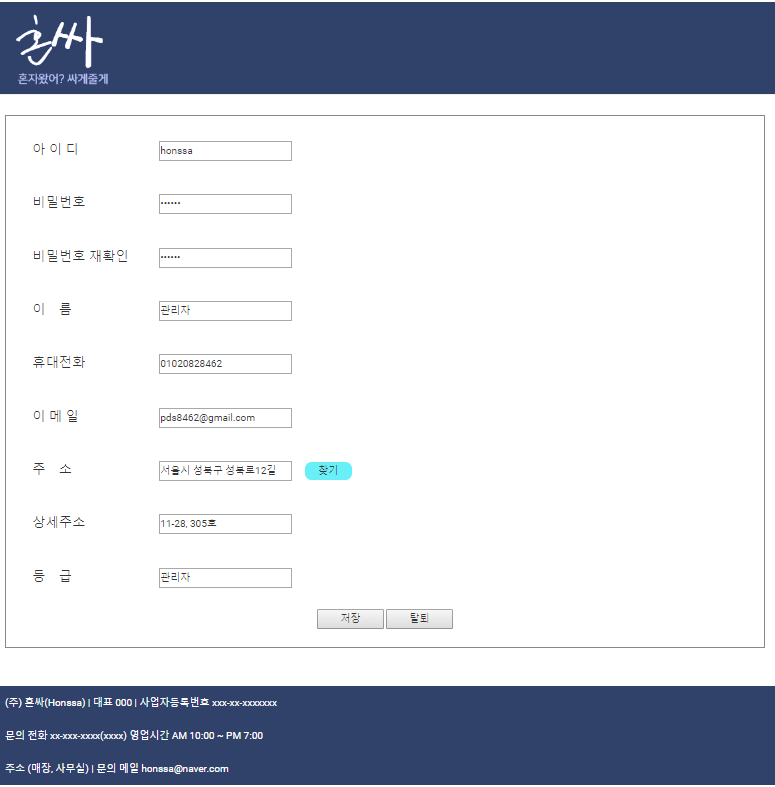 혼싸
혼자왔어? 싸게줄게
아 이 디 honssa
비밀번호 ······
비밀번호 재확인 ······
이 름 관리자
휴대전화 01020828462
이 메 일 pds8462@gmail.com
주 소 서울시 성북구 성북로12길 찾기
상세주소 11-28, 305호
등 급 관리자
저장 탈퇴
(주) 혼싸(Honssa) | 대표 000 | 사업자등록번호 xxx-xx-xxxxxxx
문의 전화 xx-xxx-xxxx(xxxx) 영업시간 AM 10:00 ~ PM 7:00
주소 (매장, 사무실) | 문의 메일 honssa@naver.com